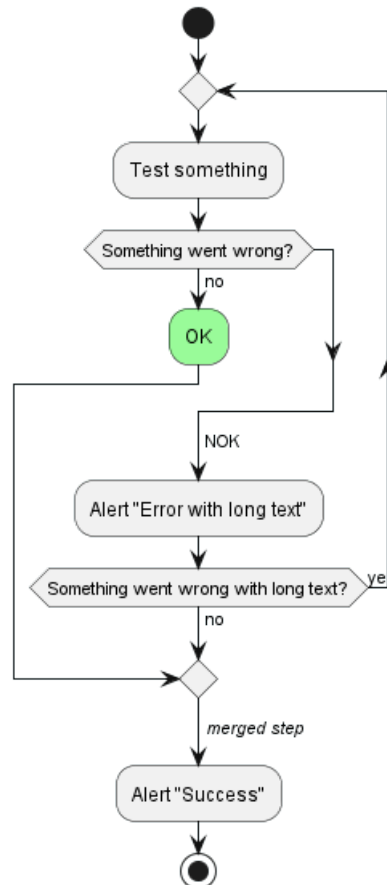 Test something
Something went wrong?
no
OK
NOK
Alert "Error with long text"
Something went wrong with long text?
yes
no
merged step
Alert "Success"